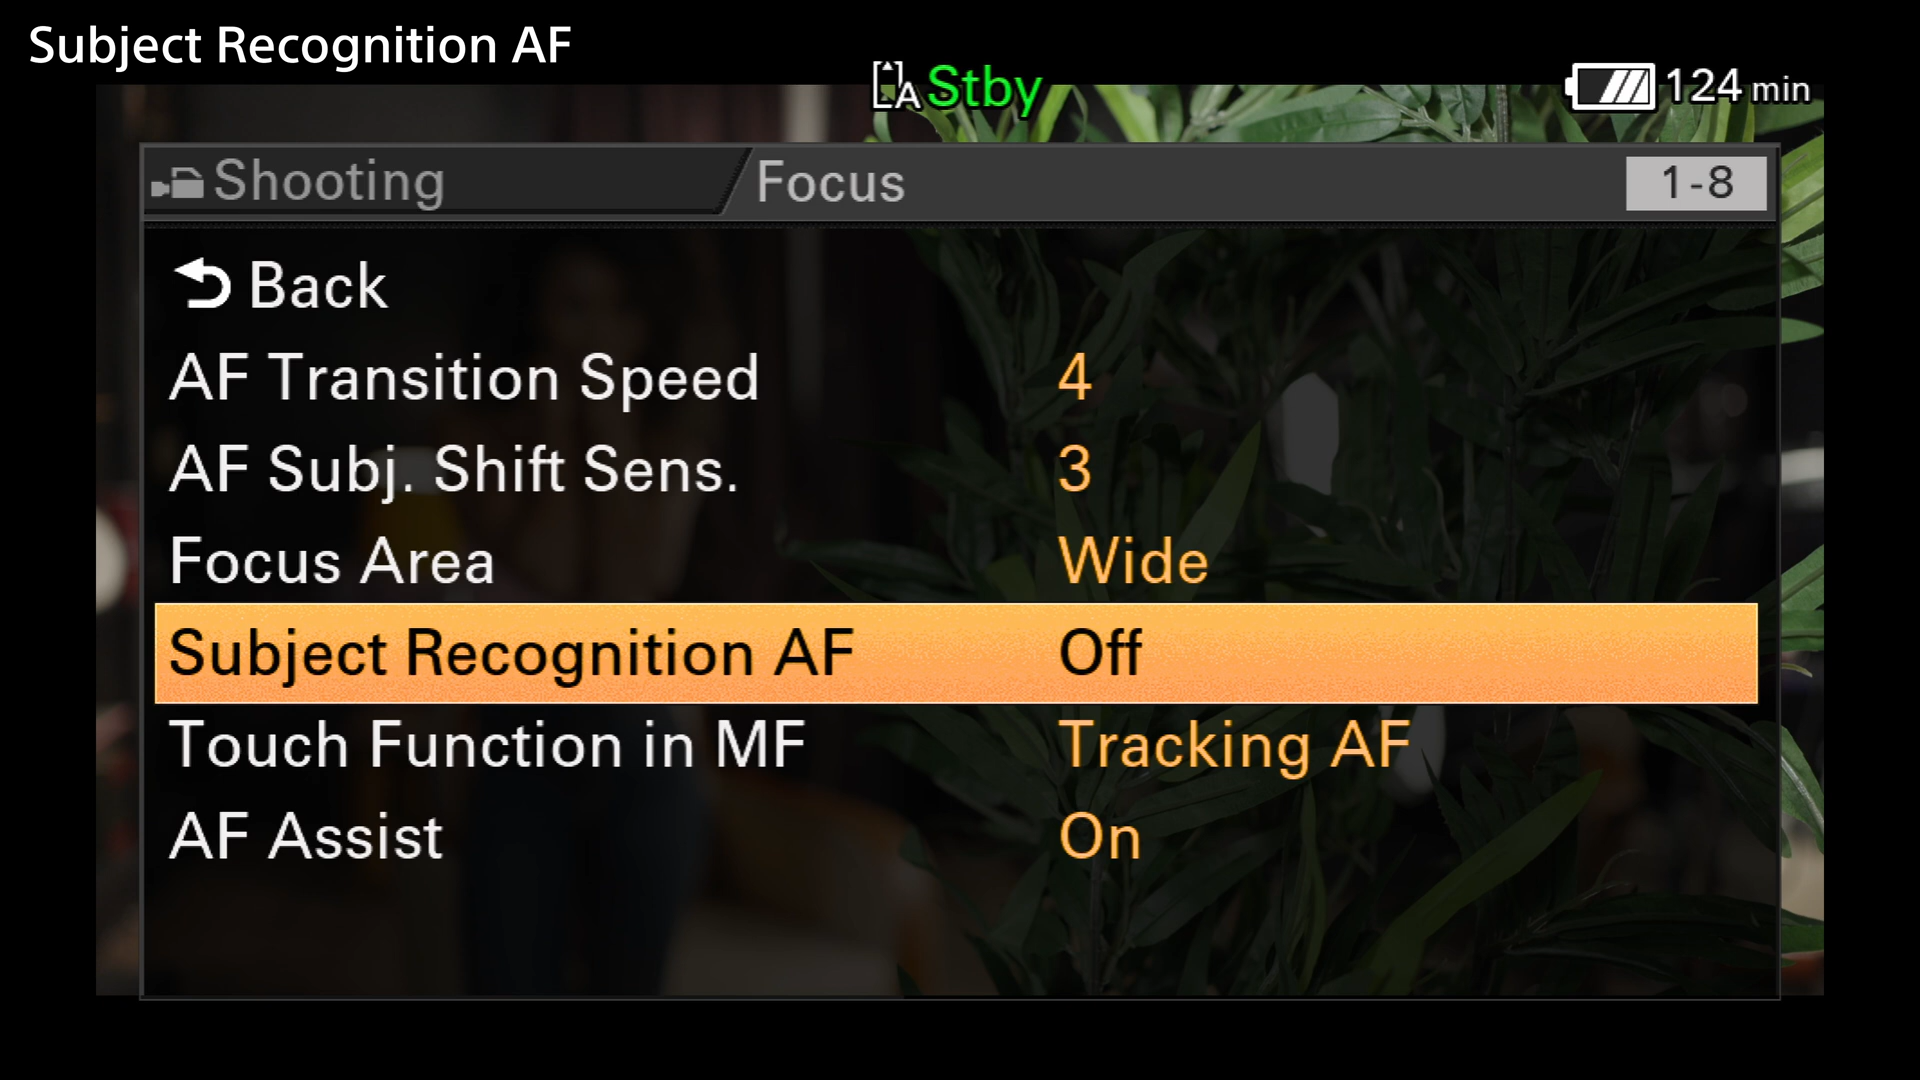 Subject Recognition AF
A Stby
124 min
Shooting
Focus
1-8
Back
AF Transition Speed 4
AF Subj. Shift Sens. 3
Focus Area Wide
Subject Recognition AF Off
Touch Function in MF Tracking AF
AF Assist On